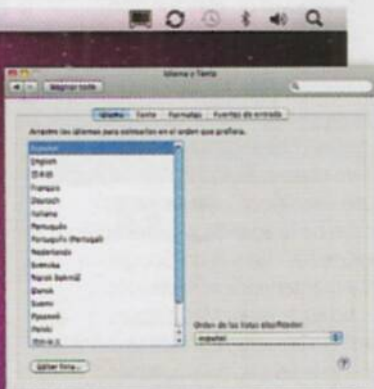 Idioma y Texto
Mostrar todo
Idioma Texto Formatos Fuentes de entrada
Arrastre los idiomas para colocarlos en el orden que prefiera.
Español
English
日本語
Français
Deutsch
Italiano
Português
Português (Portugal)
Nederlands
Svenska
Norsk Bokmål
Dansk
Suomi
Русский
Polski
Orden de las listas clasificadas:
español
Editar lista...
?